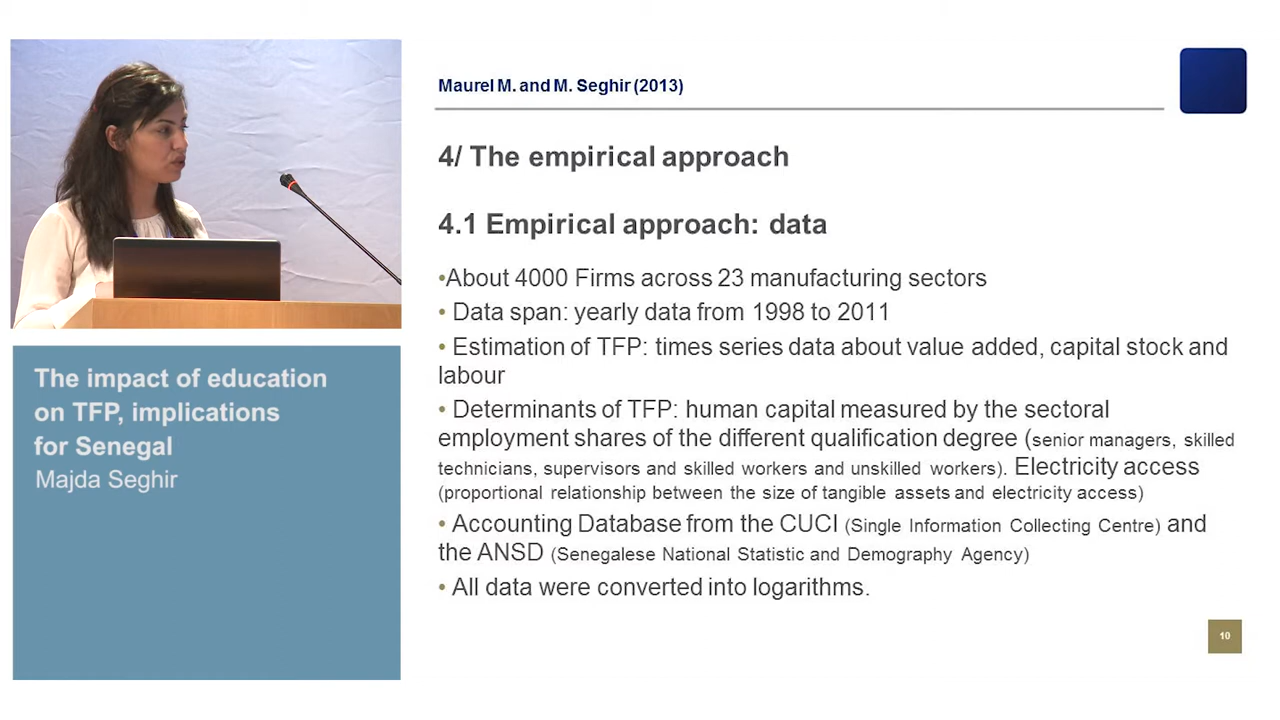 Maurel M. and M. Seghir (2013)
4/ The empirical approach
4.1 Empirical approach: data
•About 4000 Firms across 23 manufacturing sectors
• Data span: yearly data from 1998 to 2011
• Estimation of TFP: times series data about value added, capital stock and
labour
• Determinants of TFP: human capital measured by the sectoral
employment shares of the different qualification degree (senior managers, skilled
technicians, supervisors and skilled workers and unskilled workers). Electricity access
(proportional relationship between the size of tangible assets and electricity access)
• Accounting Database from the CUCI (Single Information Collecting Centre) and
the ANSD (Senegalese National Statistic and Demography Agency)
• All data were converted into logarithms.
10
The impact of education
on TFP, implications
for Senegal
Majda Seghir